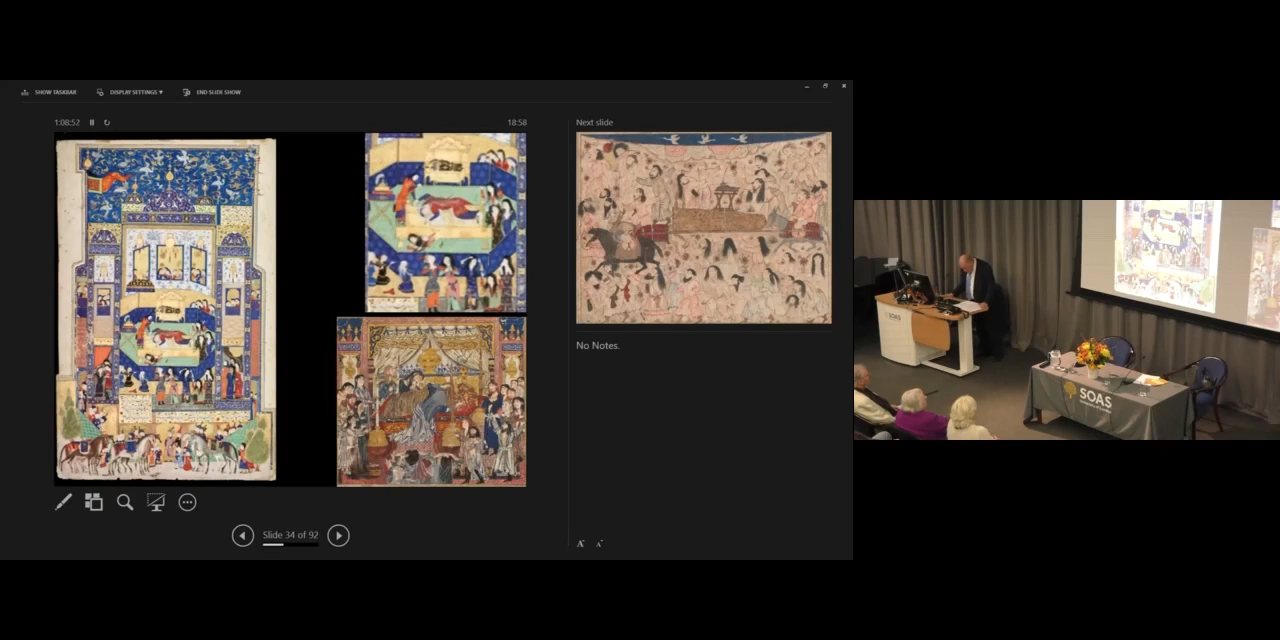 SHOW TASKBAR
DISPLAY SETTINGS ▼
END SLIDE SHOW
1:08:52
18:58
Next slide
No Notes.
Slide 34 of 92
A
A
SOAS
SOAS